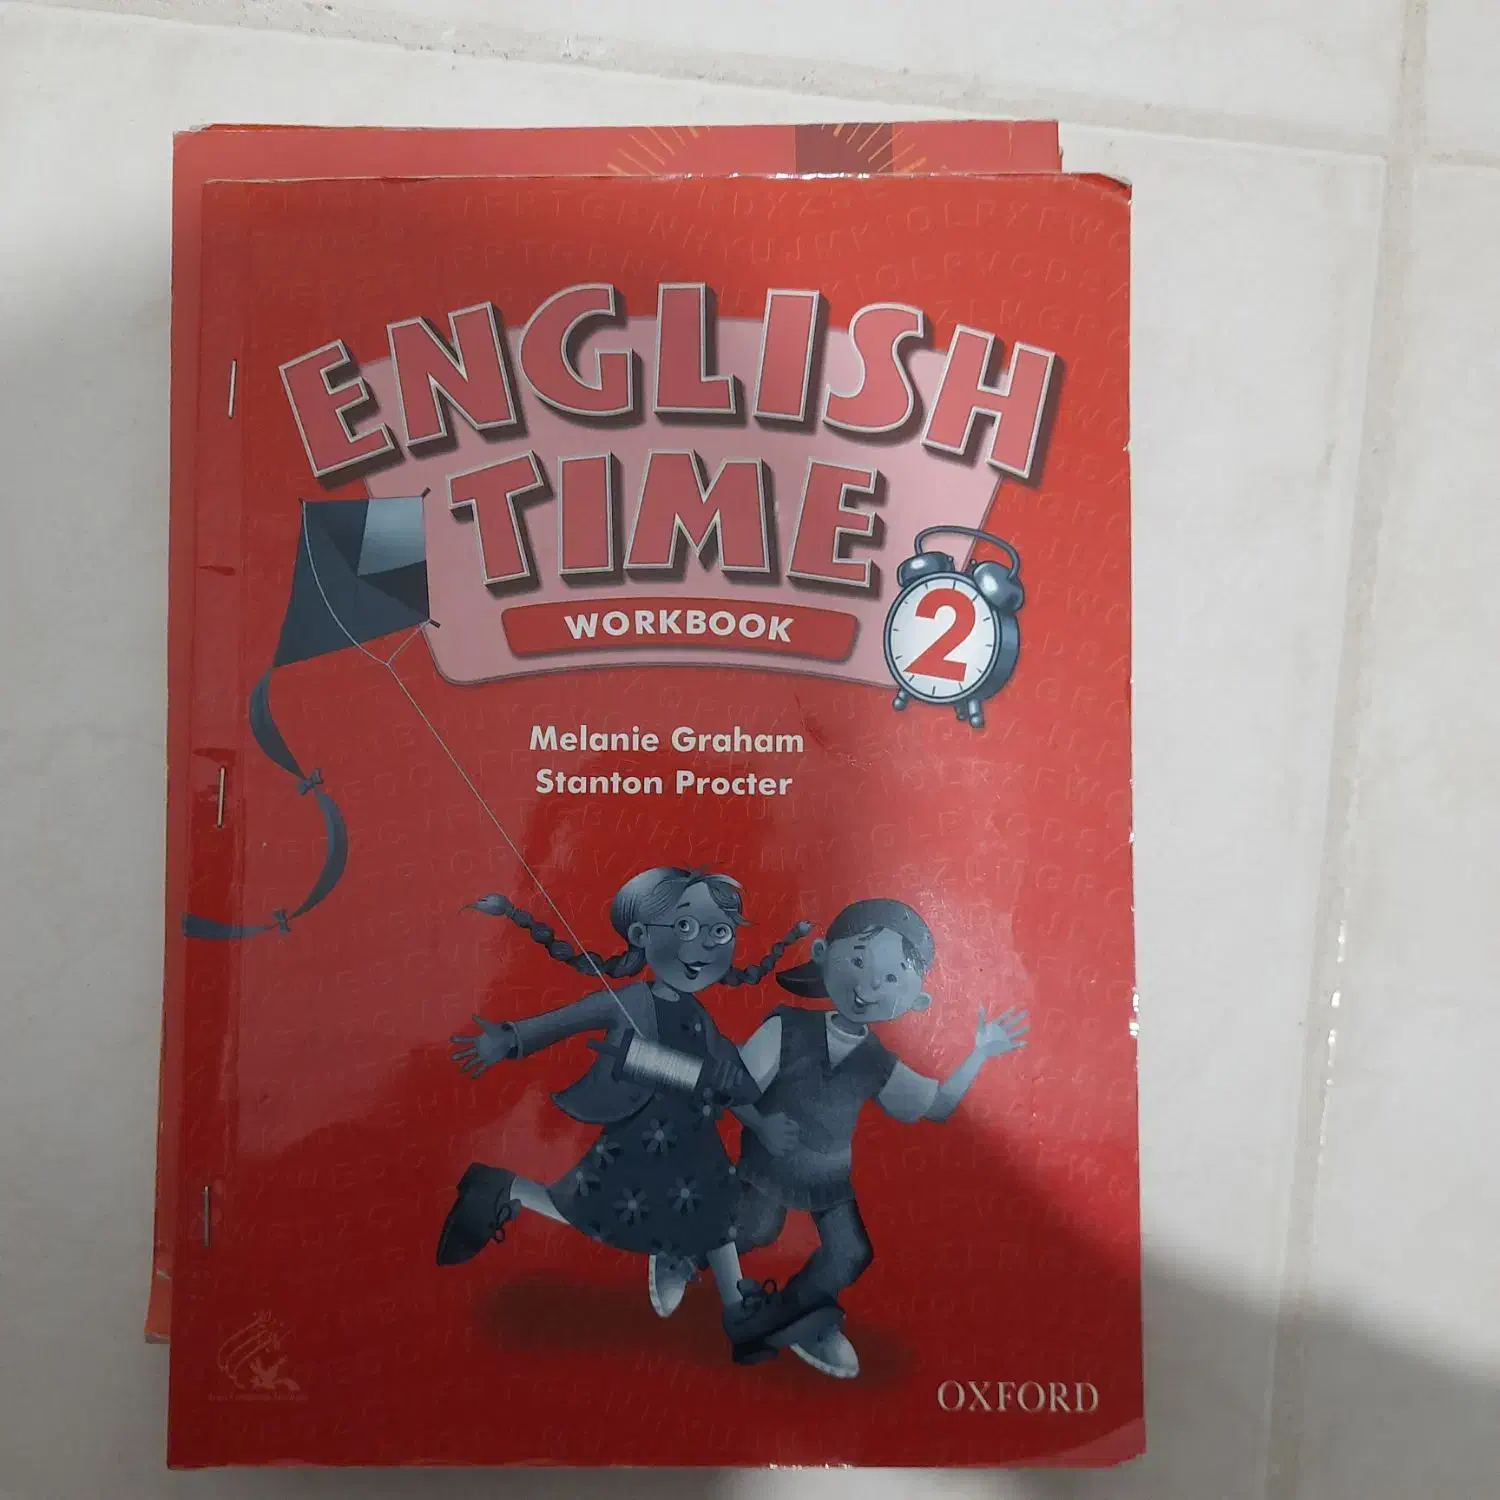 ENGLISH
TIME
WORKBOOK
2
Melanie Graham
Stanton Procter
OXFORD